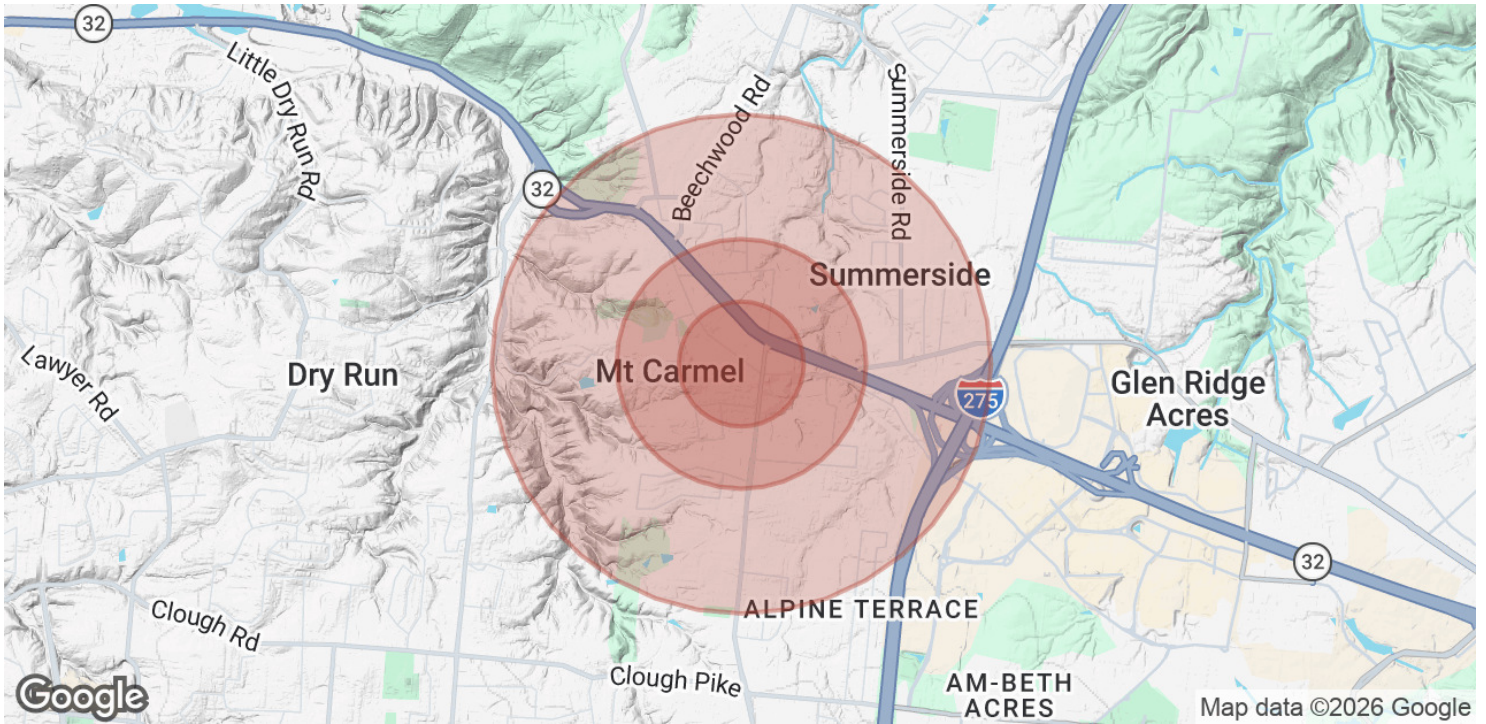 32
Little Dry Run Rd
Beechwood Rd
Summerside Rd
32
Summerside
Lawyer Rd
Dry Run
Mt Carmel
275
Glen Ridge
Acres
32
Clough Rd
ALPINE TERRACE
Clough Pike
AM-BETH
ACRES
Google
Map data ©2026 Google